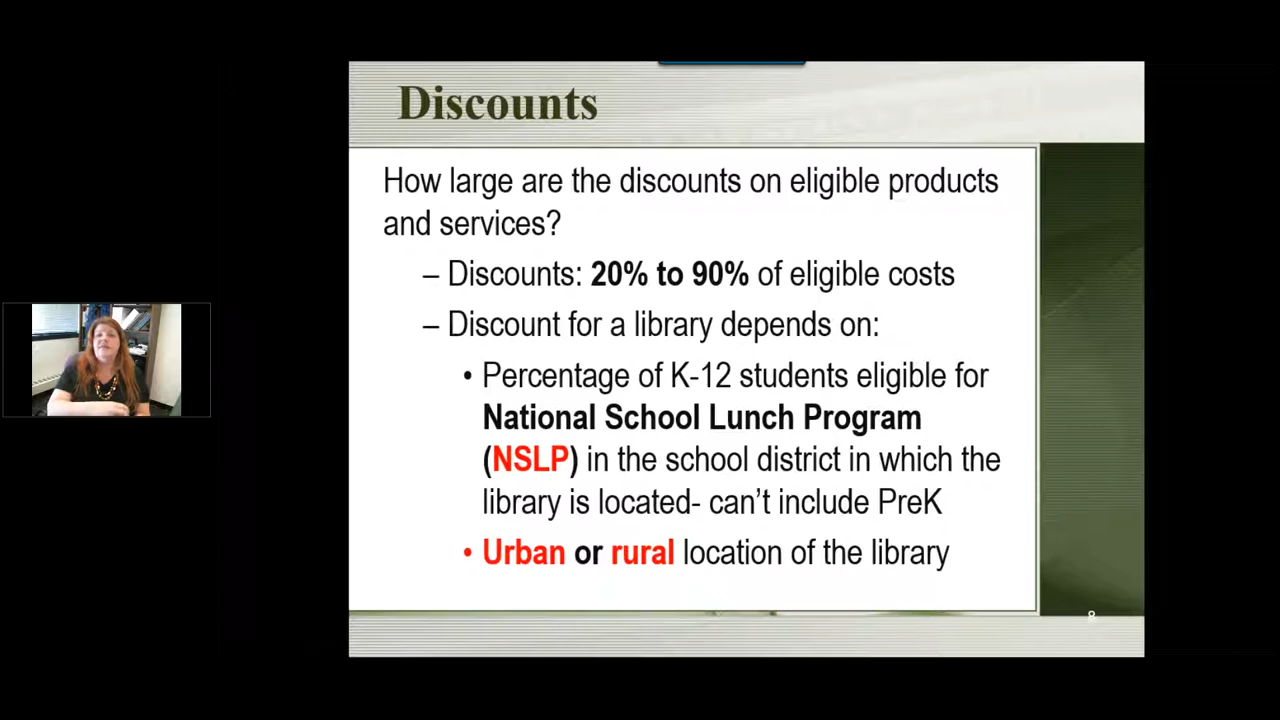 Discounts
How large are the discounts on eligible products
and services?
– Discounts: 20% to 90% of eligible costs
– Discount for a library depends on:
• Percentage of K-12 students eligible for
National School Lunch Program
(NSLP) in the school district in which the
library is located- can't include PreK
• Urban or rural location of the library
8